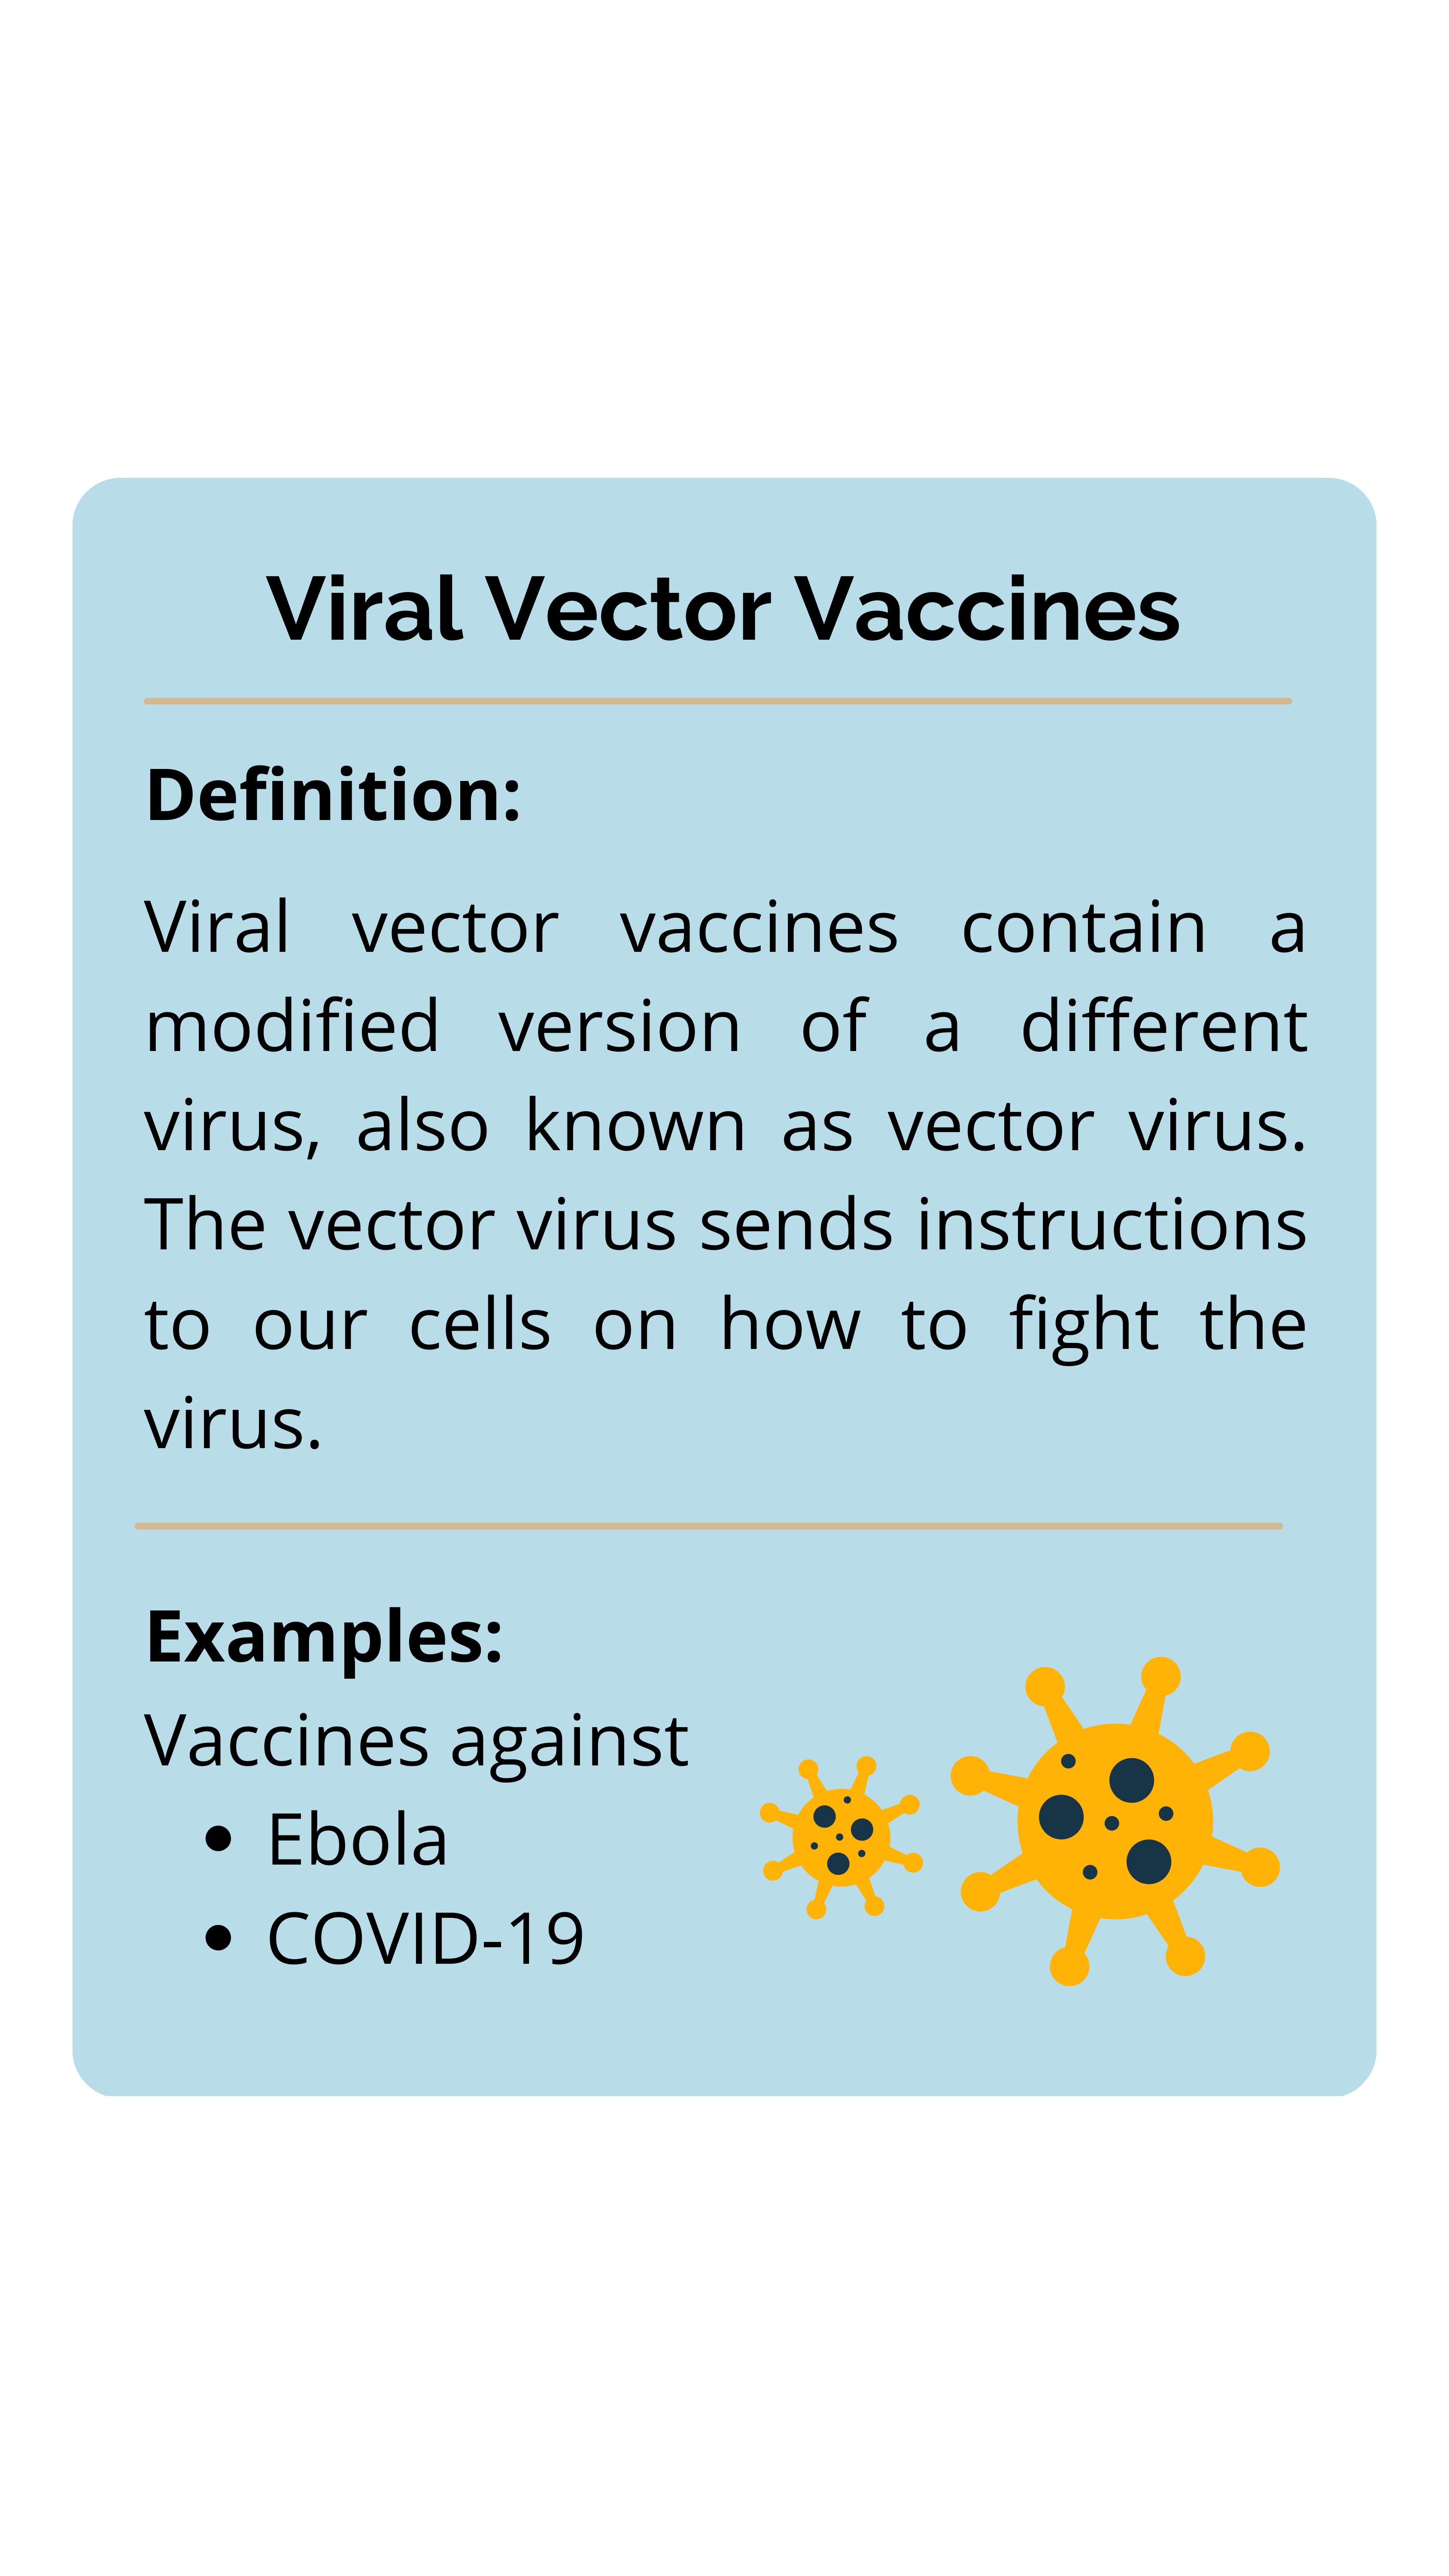 Viral Vector Vaccines
Definition:
Viral vector vaccines contain a
modified version of a different
virus, also known as vector virus.
The vector virus sends instructions
to our cells on how to fight the
virus.
Examples:
Vaccines against
• Ebola
• COVID-19